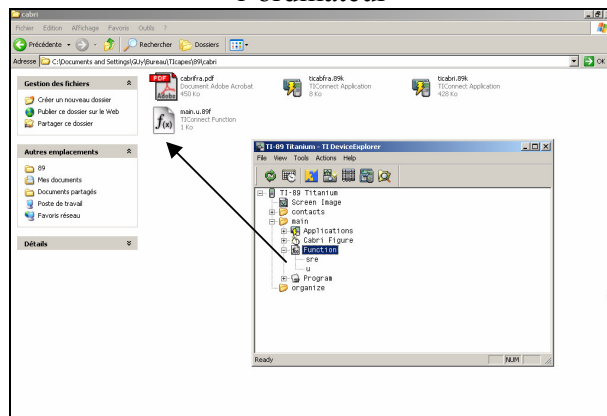 l'ordinateur
cabri
Fichier Edition Affichage Favoris Outils ?
Précédente Rechercher Dossiers
Adresse C:\Documents and Settings\GUy\Bureau\TIcapes\89\cabri OK
Gestion des fichiers
Créer un nouveau dossier
Publier ce dossier sur le Web
Partager ce dossier
Autres emplacements
89
Mes documents
Documents partagés
Poste de travail
Favoris réseau
Détails
PDF
Adobe
cabrifra.pdf
Document Adobe Acrobat
450 Ko
ticabfra.89k
TIConnect Application
8 Ko
ticabri.89k
TIConnect Application
428 Ko
f(x)
main.u.89f
TIConnect Function
1 Ko
TI-89 Titanium - TI DeviceExplorer
File View Tools Actions Help
TI-89 Titanium
Screen Image
contacts
main
Applications
Cabri Figure
Function
sre
u
Program
organize
Ready NUM